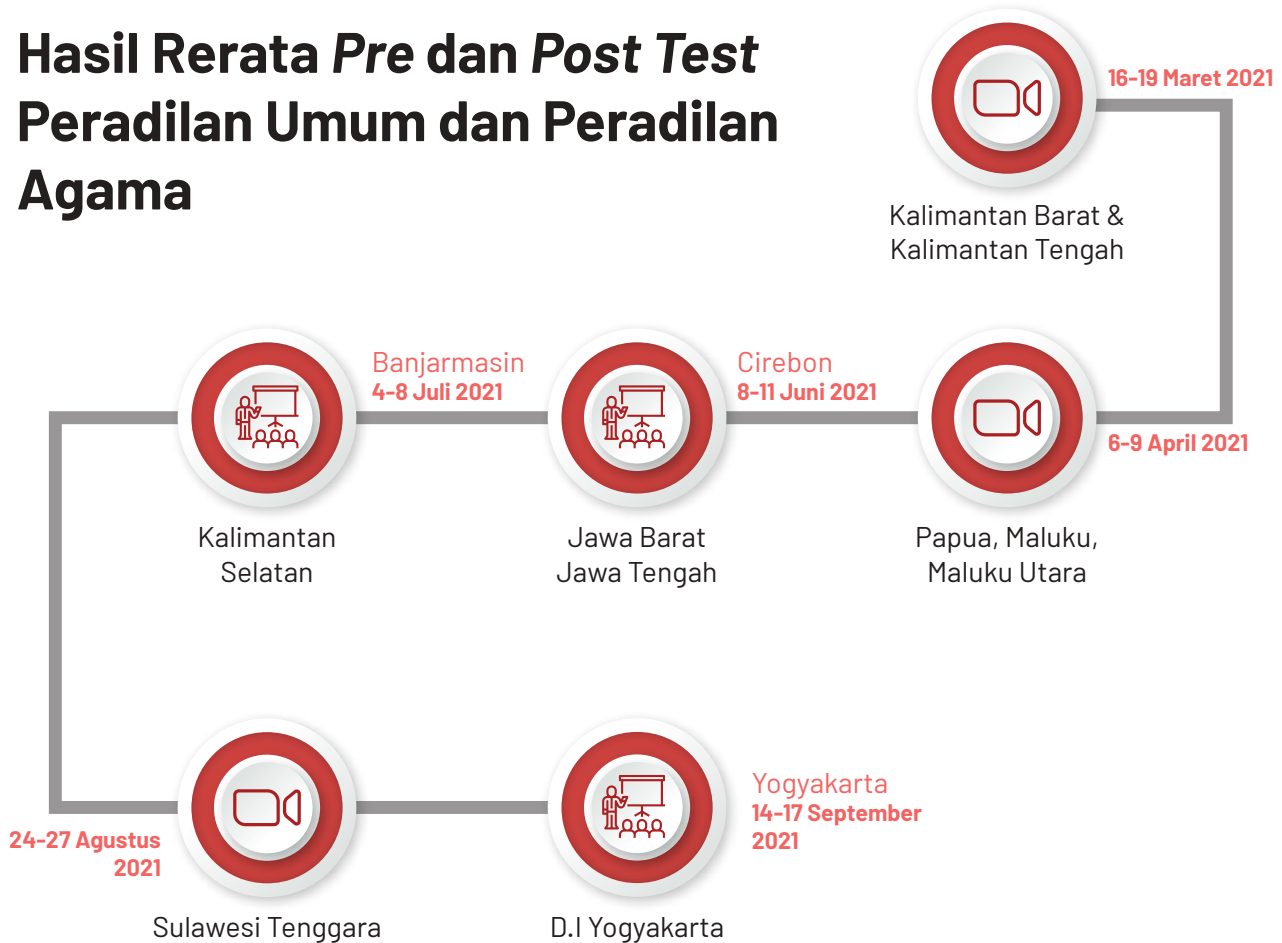 Hasil Rerata Pre dan Post Test
Peradilan Umum dan Peradilan
Agama
16-19 Maret 2021
Kalimantan Barat &
Kalimantan Tengah
Banjarmasin
4-8 Juli 2021
Cirebon
8-11 Juni 2021
6-9 April 2021
Kalimantan
Selatan
Jawa Barat
Jawa Tengah
Papua, Maluku,
Maluku Utara
24-27 Agustus
2021
Yogyakarta
14-17 September
2021
Sulawesi Tenggara
D.I Yogyakarta